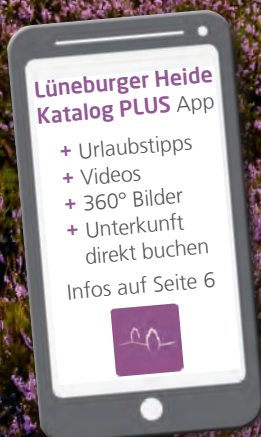 Lüneburger Heide
Katalog PLUS App
+ Urlaubstipps
+ Videos
+ 360° Bilder
+ Unterkunft
direkt buchen
Infos auf Seite 6